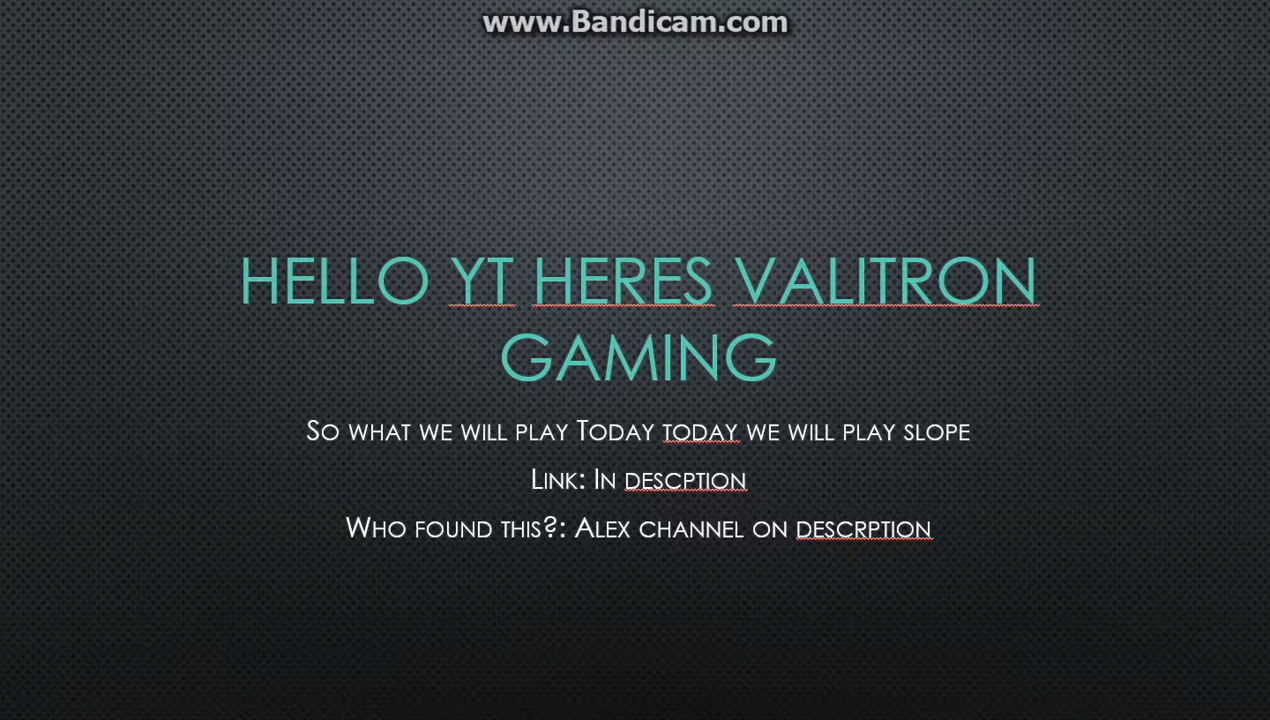 www.Bandicam.com
HELLO YT HERES VALITRON
GAMING
SO WHAT WE WILL PLAY TODAY TODAY WE WILL PLAY SLOPE
LINK: IN DESCPTION
WHO FOUND THIS?: ALEX CHANNEL ON DESCRPTION